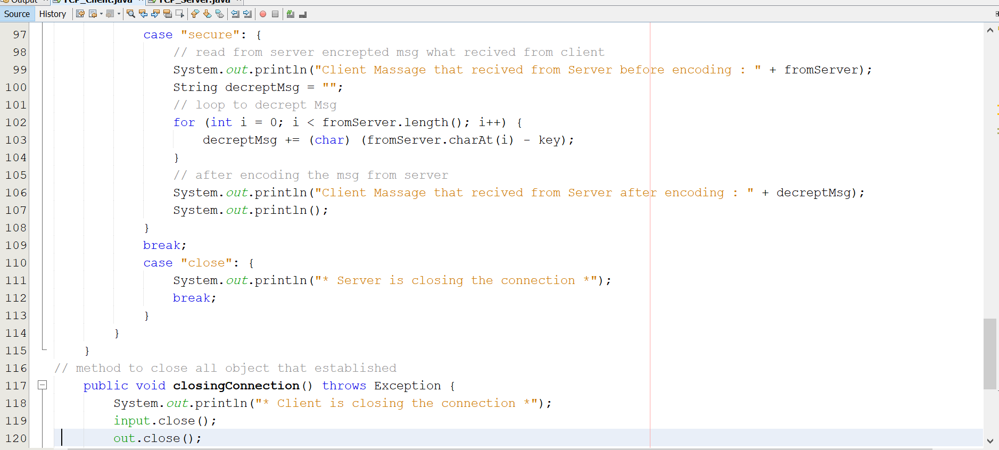 Output TCP_Client.java TCP_Server.java
Source History
97 case "secure": {
98 // read from server encrepted msg what recived from client
99 System.out.println("Client Massage that recived from Server before encoding : " + fromServer);
100 String decreptMsg = "";
101 // loop to decrept Msg
102 for (int i = 0; i < fromServer.length(); i++) {
103 decreptMsg += (char) (fromServer.charAt(i) - key);
104 }
105 // after encoding the msg from server
106 System.out.println("Client Massage that recived from Server after encoding : " + decreptMsg);
107 System.out.println();
108 }
109 break;
110 case "close": {
111 System.out.println("* Server is closing the connection *");
112 break;
113 }
114 }
115 }
116 // method to close all object that established
117 public void closingConnection() throws Exception {
118 System.out.println("* Client is closing the connection *");
119 input.close();
120 out.close();